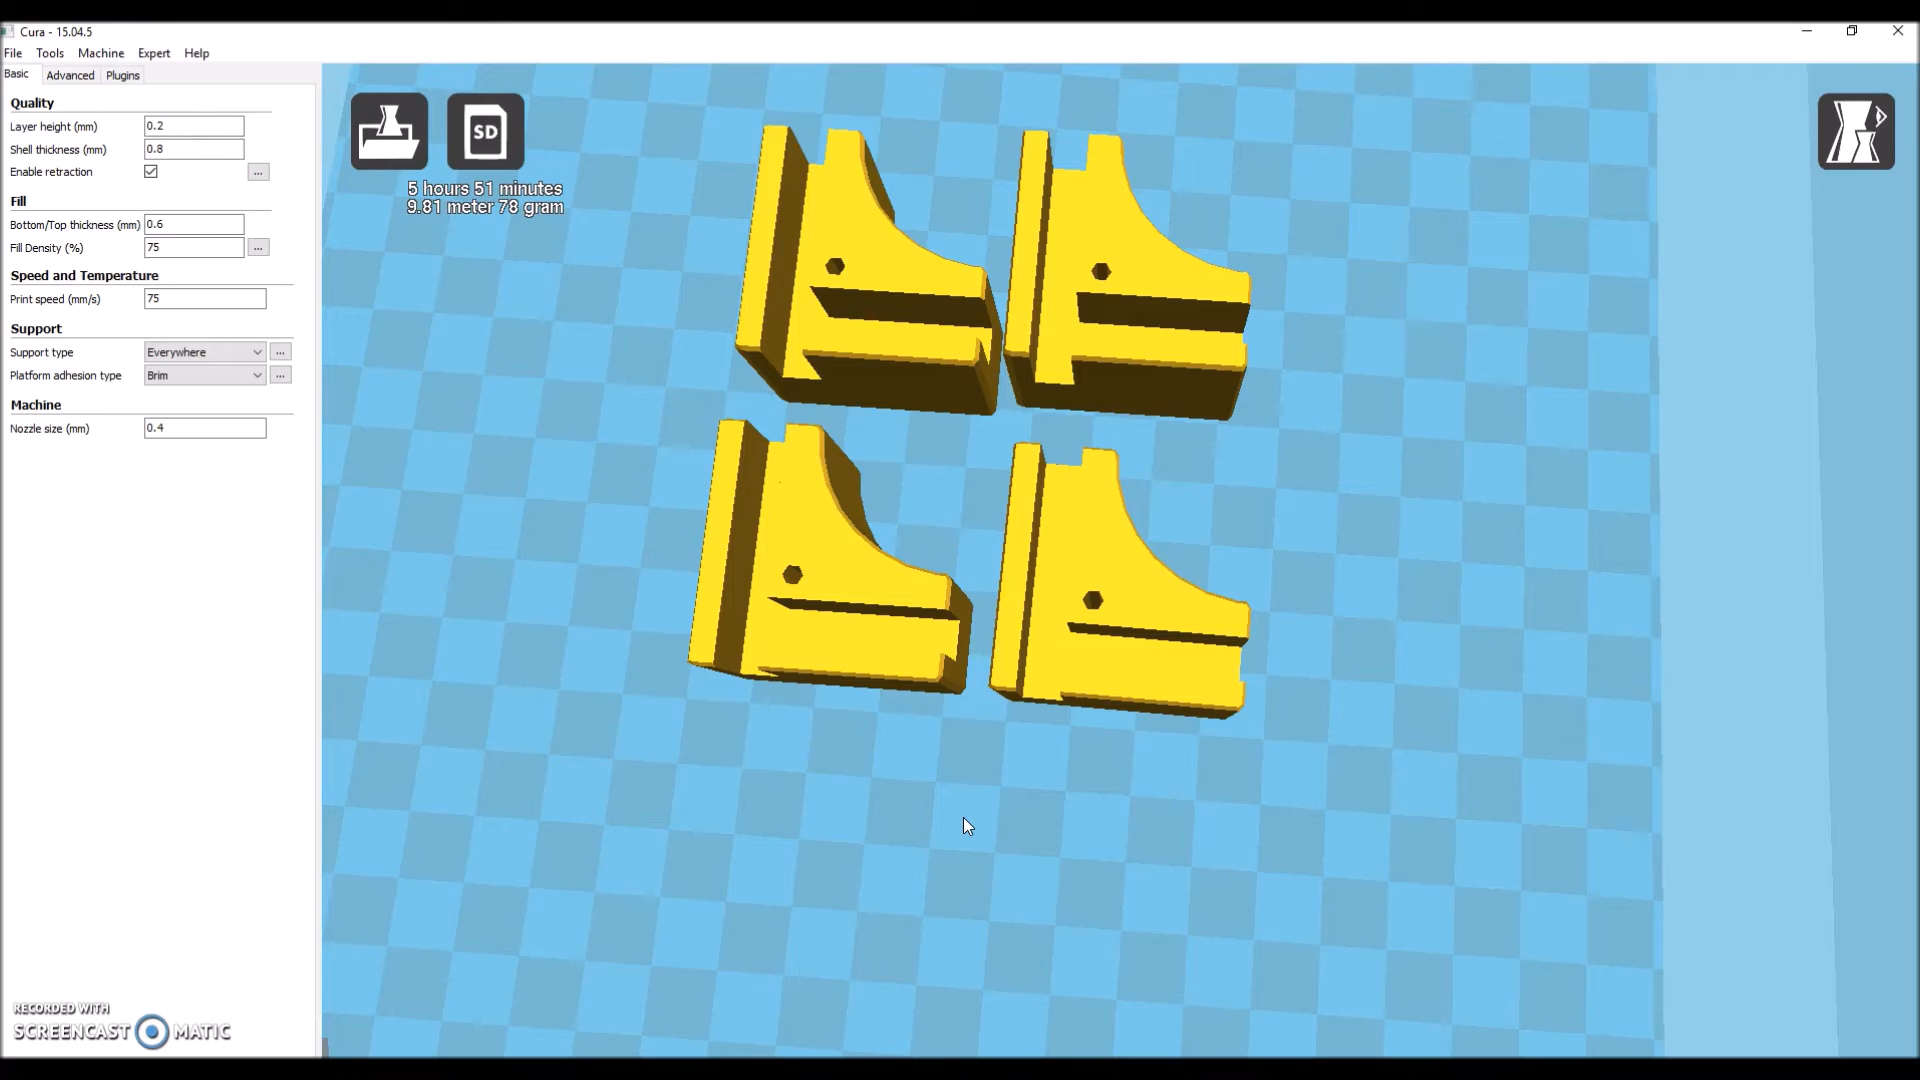 Cura - 15.04.5
File Tools Machine Expert Help
Basic Advanced Plugins
Quality
Layer height (mm) 0.2
Shell thickness (mm) 0.8
Enable retraction ...
Fill
Bottom/Top thickness (mm) 0.6
Fill Density (%) 75 ...
Speed and Temperature
Print speed (mm/s) 75
Support
Support type Everywhere ...
Platform adhesion type Brim ...
Machine
Nozzle size (mm) 0.4
SD
5 hours 51 minutes
9.81 meter 78 gram
RECORDED WITH
SCREENCAST MATIC